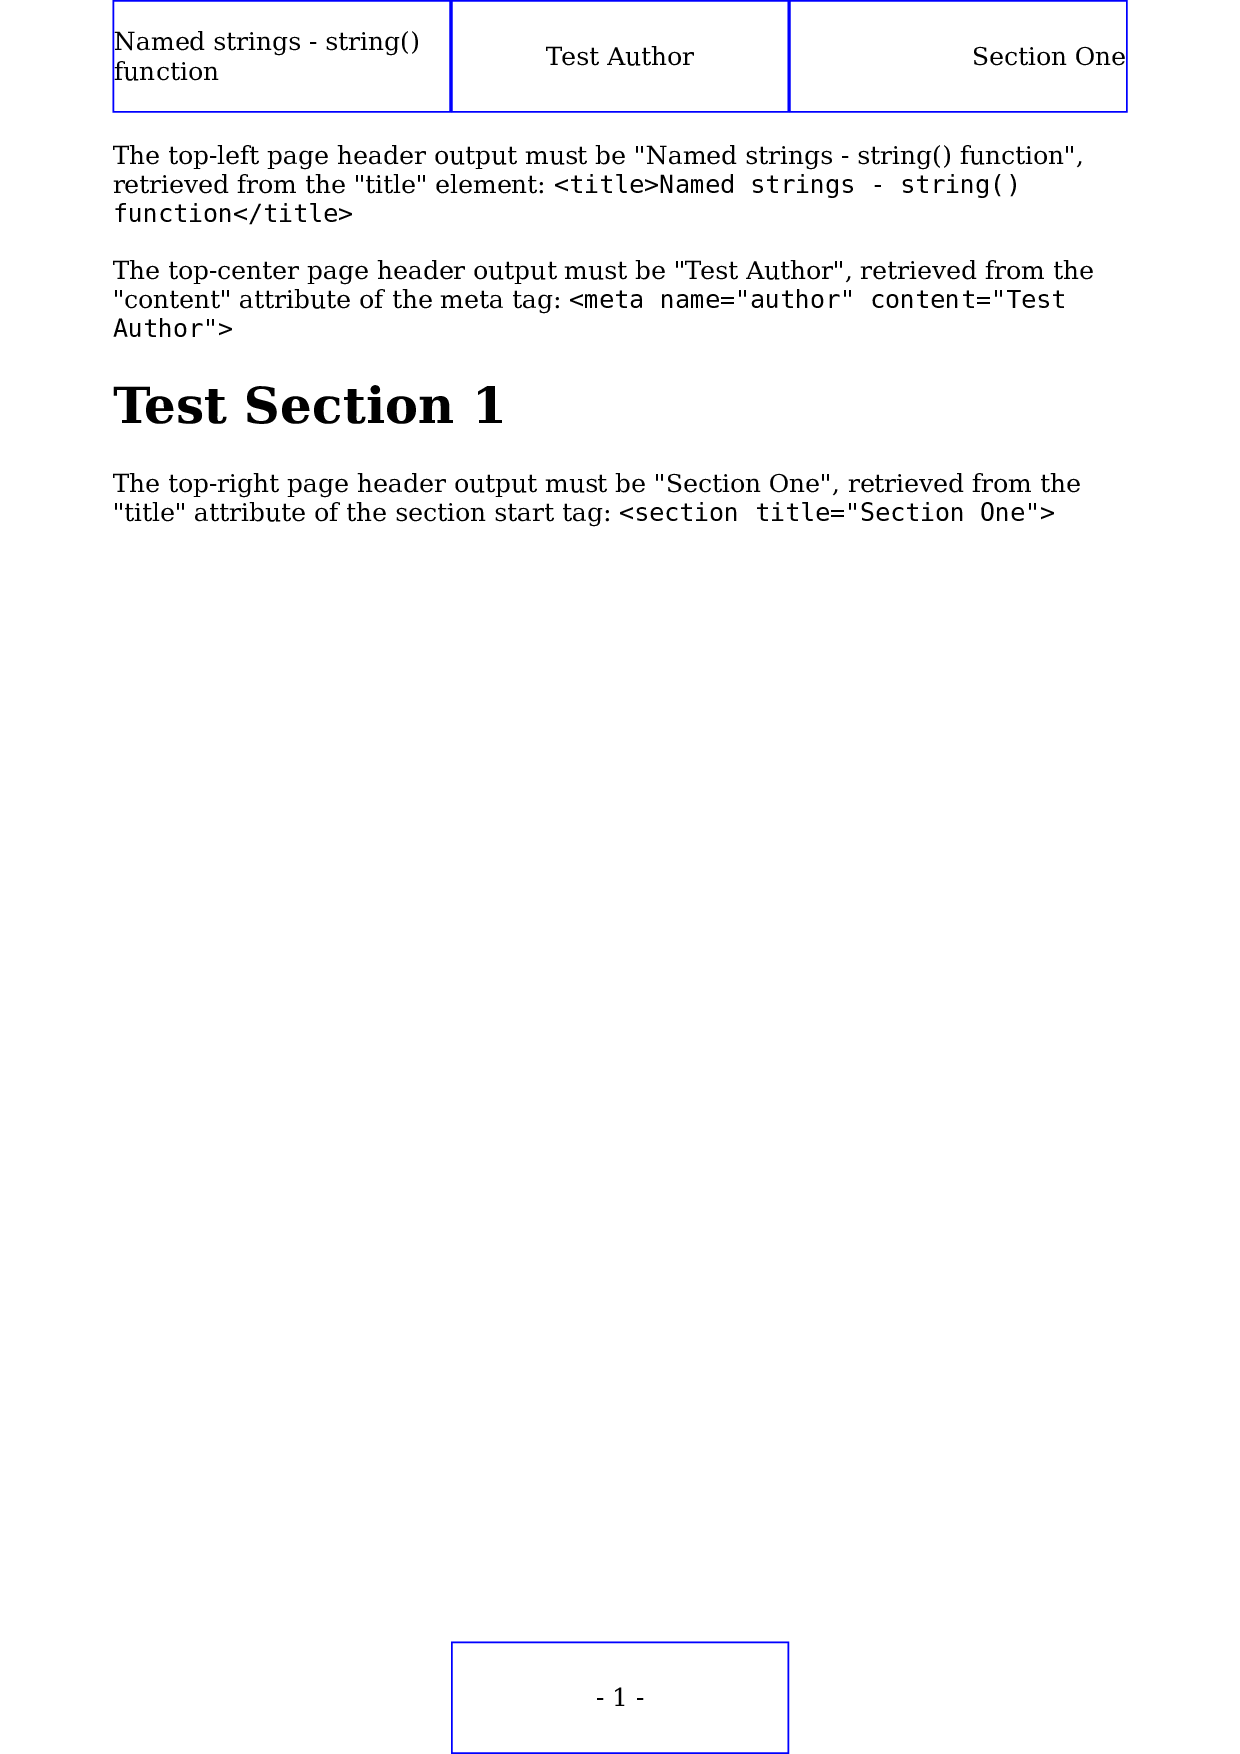 Named strings - string()
function
Test Author
Section One
The top-left page header output must be "Named strings - string() function",
retrieved from the "title" element: <title>Named strings - string()
function</title>
The top-center page header output must be "Test Author", retrieved from the
"content" attribute of the meta tag: <meta name="author" content="Test
Author">
Test Section 1
The top-right page header output must be "Section One", retrieved from the
"title" attribute of the section start tag: <section title="Section One">
- 1 -